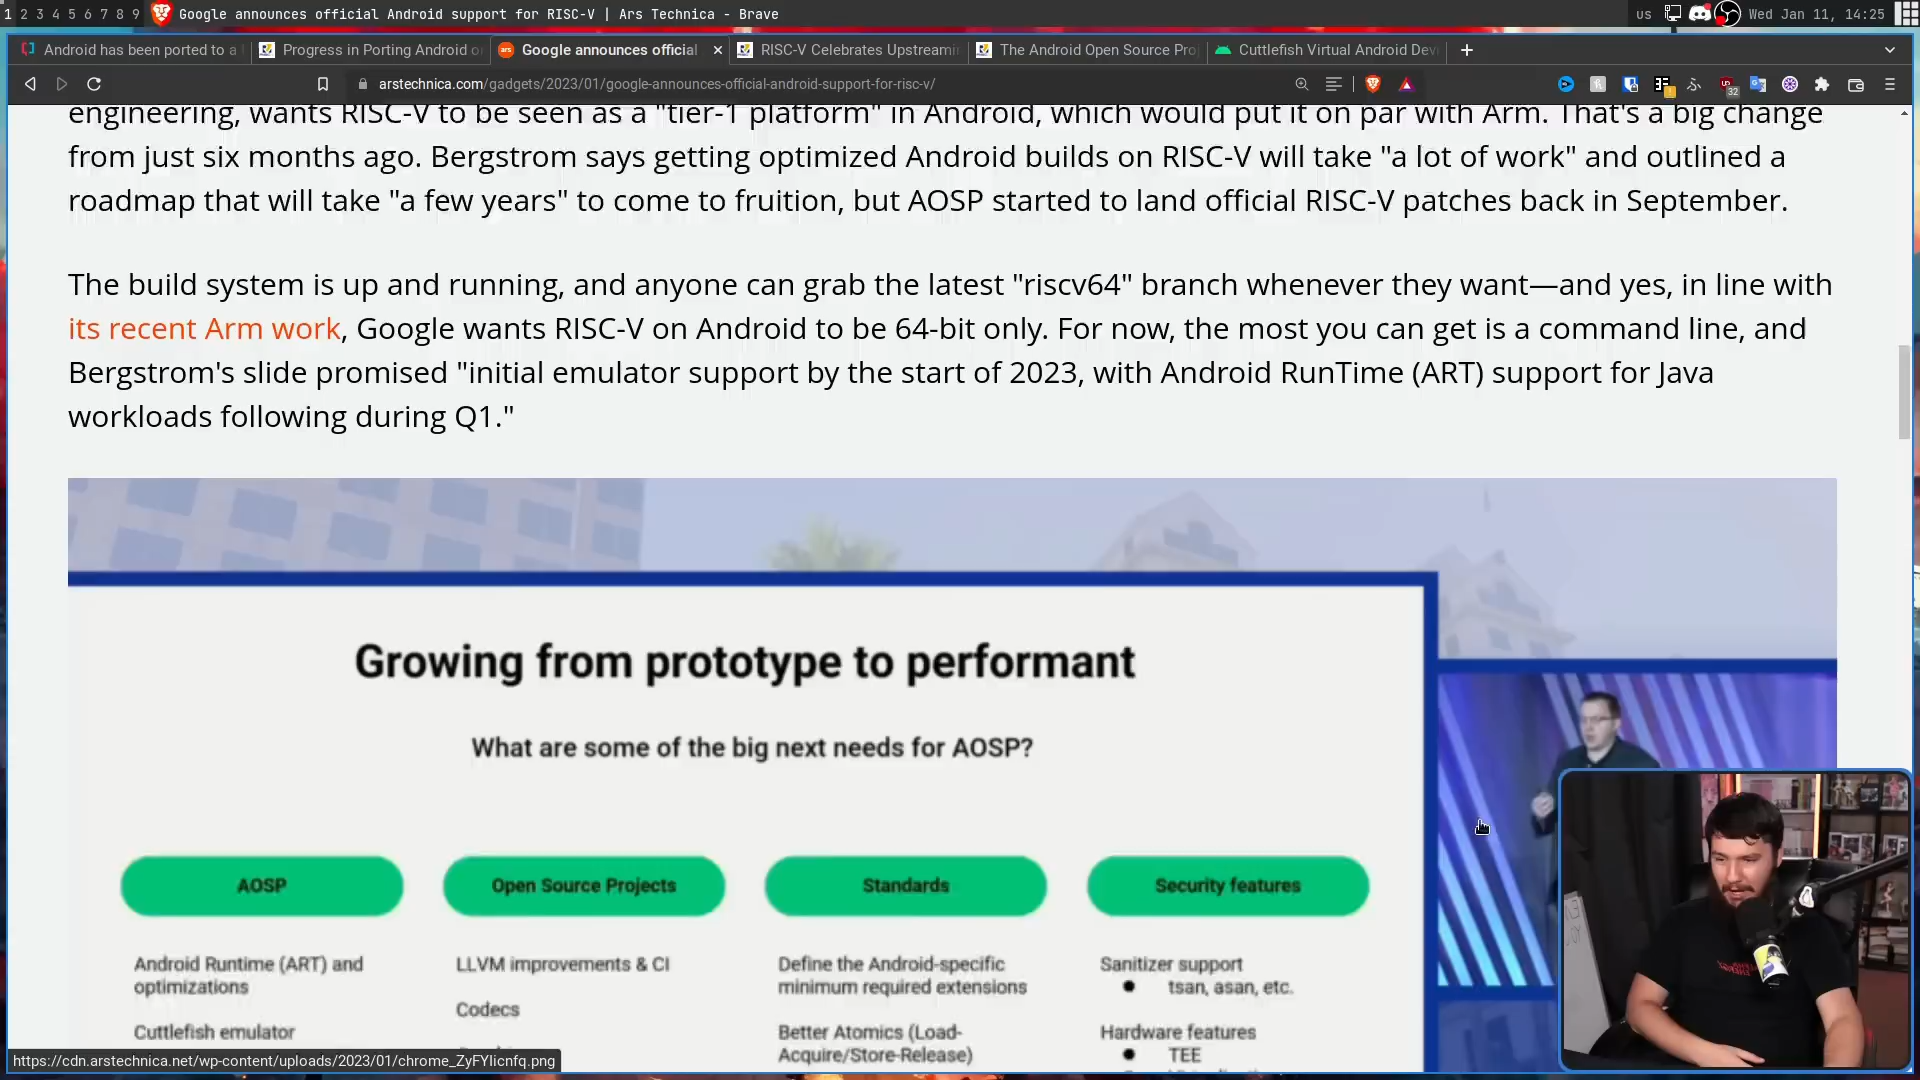 1 2 3 4 5 6 7 8 9 Google announces official Android support for RISC-V | Ars Technica - Brave us Wed Jan 11, 14:25
Android has been ported to a Progress in Porting Android o Google announces official RISC-V Celebrates Upstreami The Android Open Source Pro Cuttlefish Virtual Android Dev
arstechnica.com/gadgets/2023/01/google-announces-official-android-support-for-risc-v/
1 32
engineering, wants RISC-V to be seen as a "tier-1 platform" in Android, which would put it on par with Arm. That's a big change
from just six months ago. Bergstrom says getting optimized Android builds on RISC-V will take "a lot of work" and outlined a
roadmap that will take "a few years" to come to fruition, but AOSP started to land official RISC-V patches back in September.
The build system is up and running, and anyone can grab the latest "riscv64" branch whenever they want—and yes, in line with
its recent Arm work, Google wants RISC-V on Android to be 64-bit only. For now, the most you can get is a command line, and
Bergstrom's slide promised "initial emulator support by the start of 2023, with Android RunTime (ART) support for Java
workloads following during Q1."
Growing from prototype to performant
What are some of the big next needs for AOSP?
AOSP
Android Runtime (ART) and
optimizations
Cuttlefish emulator
Open Source Projects
LLVM improvements & CI
Codecs
Standards
Define the Android-specific
minimum required extensions
Better Atomics (Load-
Acquire/Store-Release)
Security features
Sanitizer support
● tsan, asan, etc.
Hardware features
● TEE
https://cdn.arstechnica.net/wp-content/uploads/2023/01/chrome_ZyFYlicnfq.png